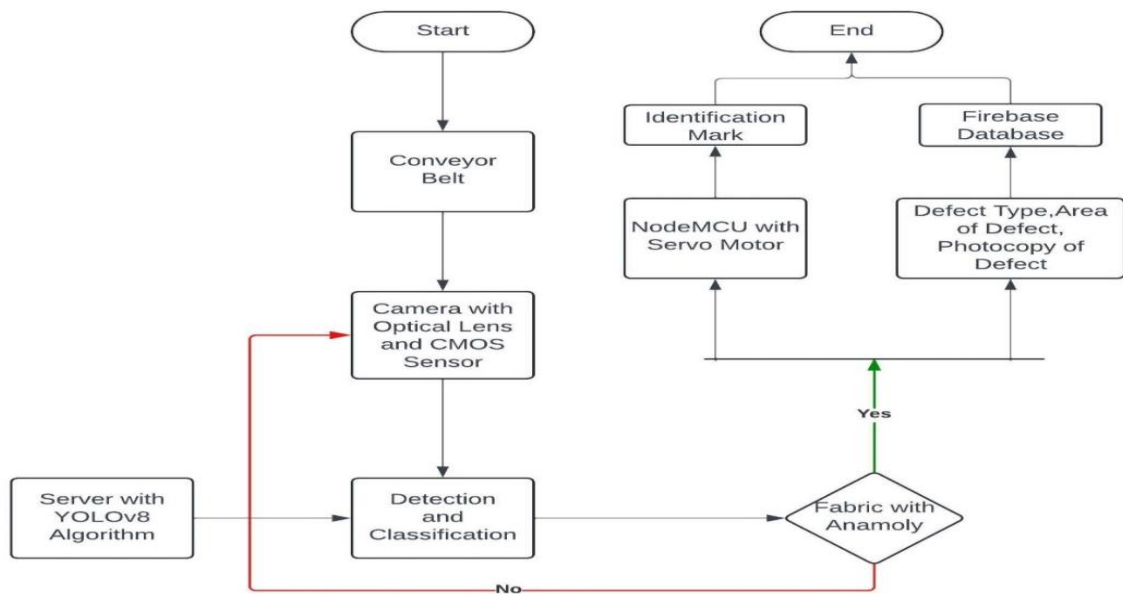 Start
End
Identification
Mark
Firebase
Database
Conveyor
Belt
NodeMCU with
Servo Motor
Defect Type,Area
of Defect,
Photocopy of
Defect
Camera with
Optical Lens
and CMOS
Sensor
Yes
Server with
YOLOv8
Algorithm
Detection
and
Classification
Fabric with
Anamoly
No